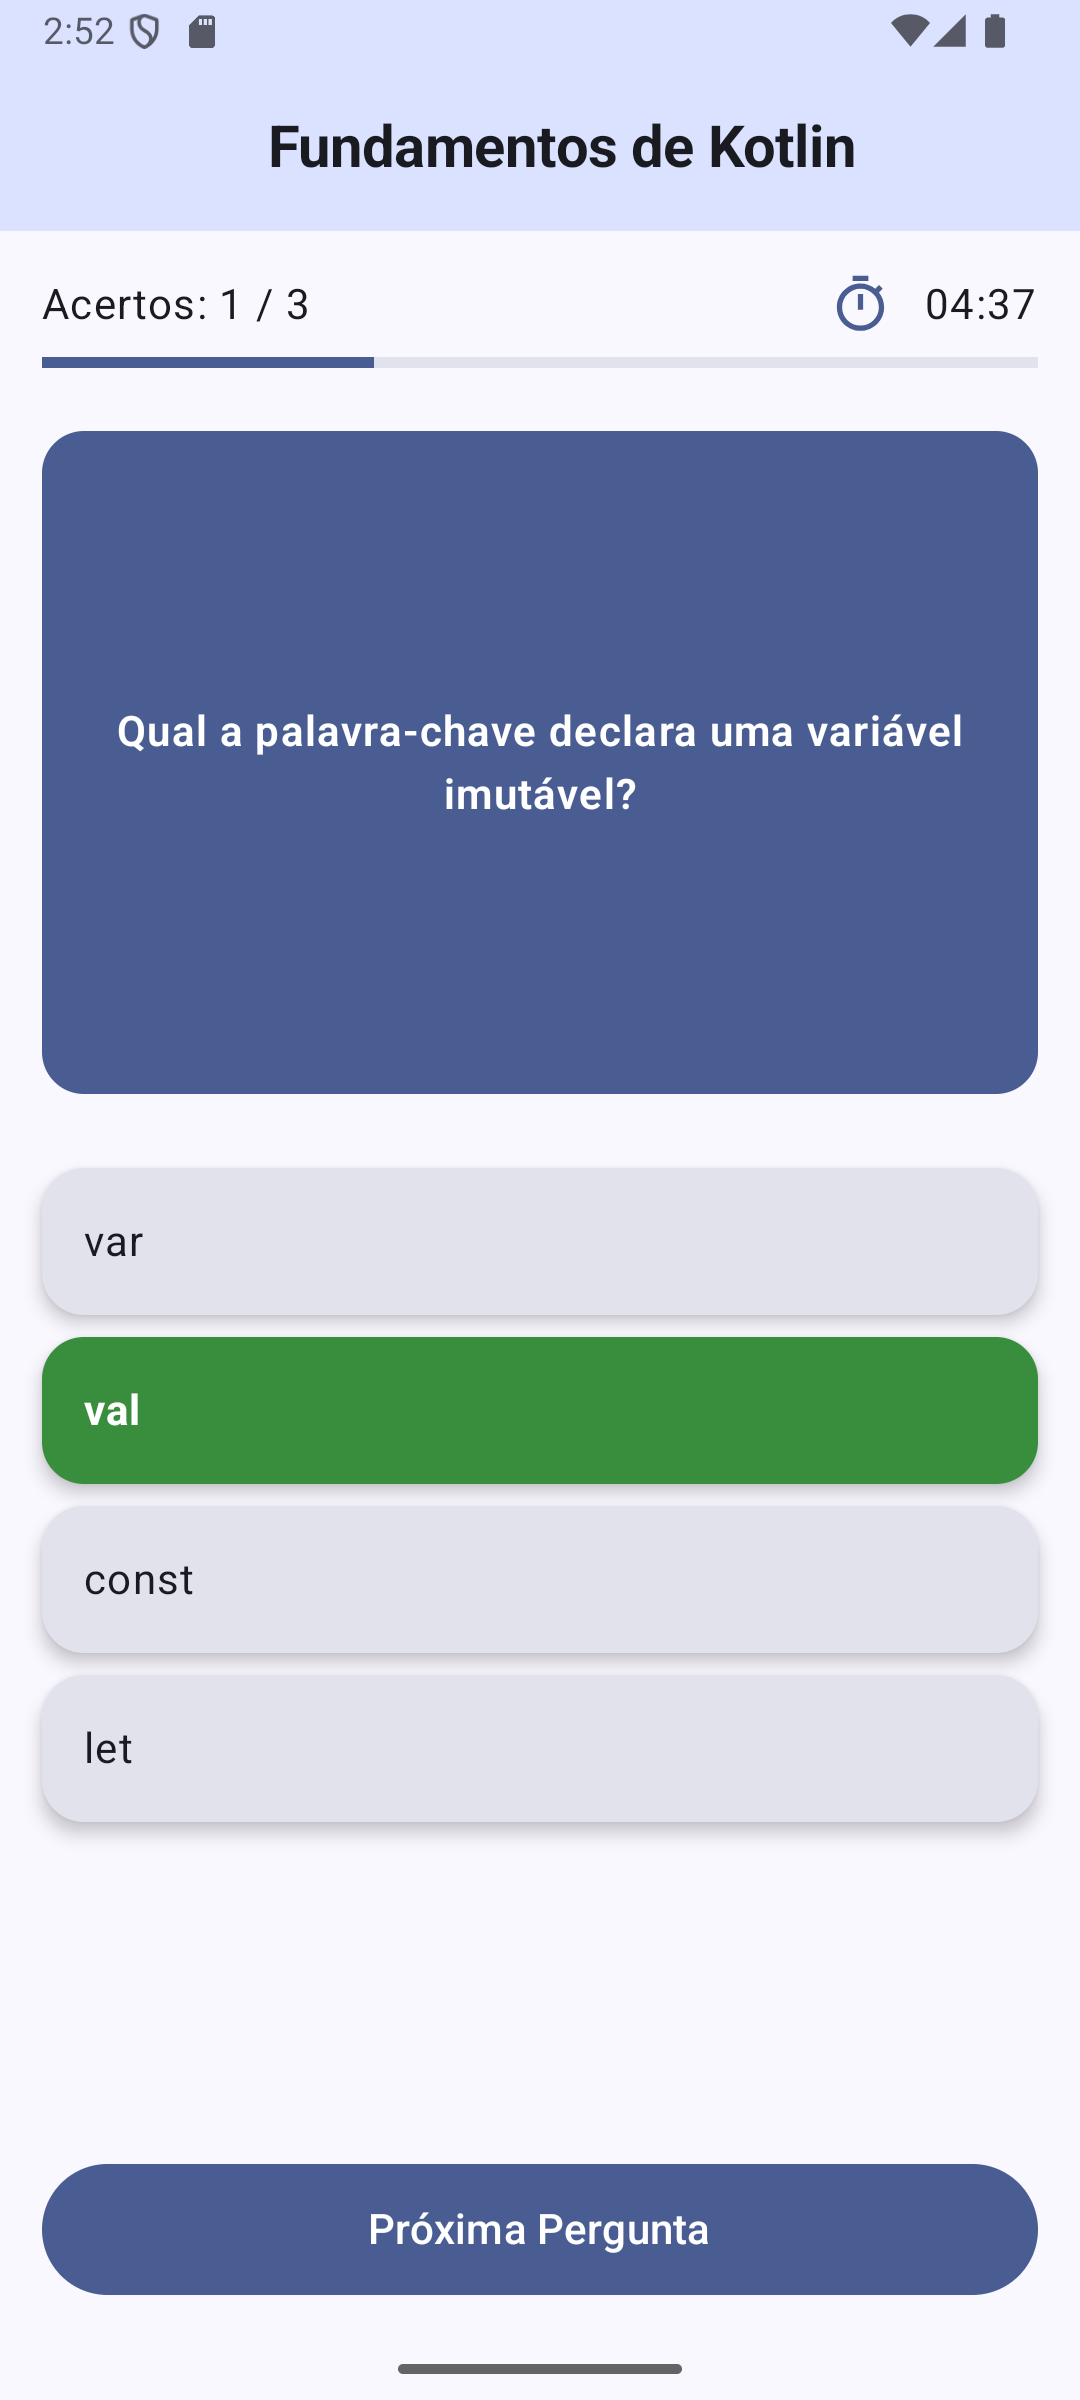 2:52
Fundamentos de Kotlin
Acertos: 1 / 3
04:37
Qual a palavra-chave declara uma variável
imutável?
var
val
const
let
Próxima Pergunta